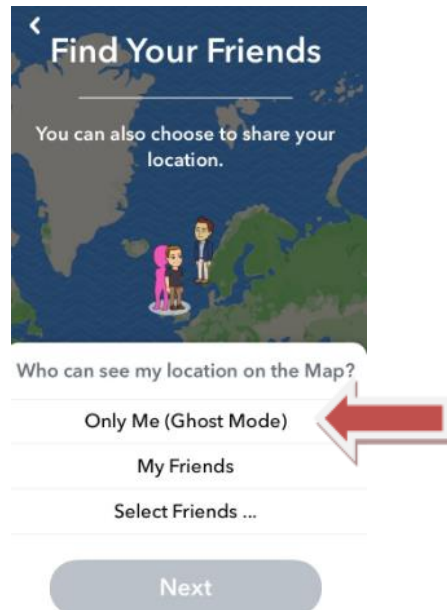 Find Your Friends
You can also choose to share your
location.
Who can see my location on the Map?
Only Me (Ghost Mode)
My Friends
Select Friends ...
Next